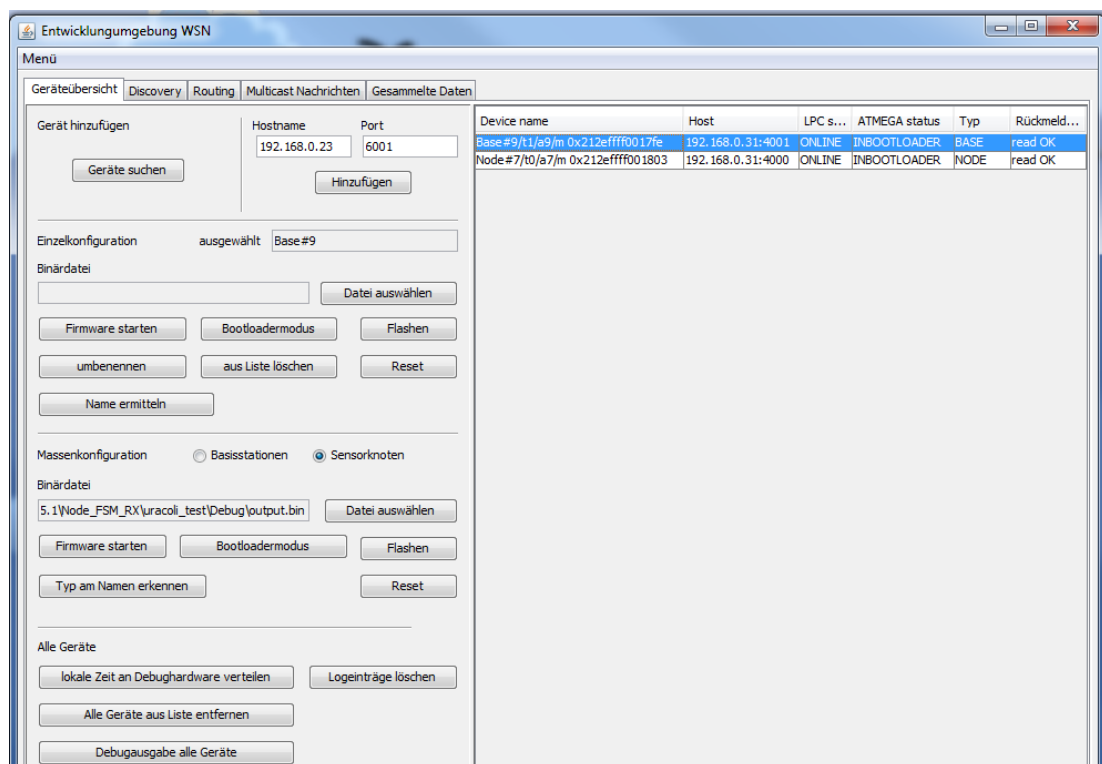 Entwicklungumgebung WSN
Menü
Geräteübersicht Discovery Routing Multicast Nachrichten Gesammelte Daten
Gerät hinzufügen Hostname Port
192.168.0.23 6001
Geräte suchen
Hinzufügen
Einzelkonfiguration ausgewählt Base#9
Binärdatei
Datei auswählen
Firmware starten Bootloadermodus Flashen
umbenennen aus Liste löschen Reset
Name ermitteln
Massenkonfiguration Basisstationen Sensorknoten
Binärdatei
5.1\Node_FSM_RX\uracoli_test\Debug\output.bin Datei auswählen
Firmware starten Bootloadermodus Flashen
Typ am Namen erkennen Reset
Alle Geräte
lokale Zeit an Debughardware verteilen Logeinträge löschen
Alle Geräte aus Liste entfernen
Debugausgabe alle Geräte
Device name Host LPC s... ATMEGA status Typ Rückmeld...
Base#9/t1/a9/m 0x212effff0017fe 192.168.0.31:4001 ONLINE INBOOTLOADER BASE read OK
Node#7/t0/a7/m 0x212effff001803 192.168.0.31:4000 ONLINE INBOOTLOADER NODE read OK